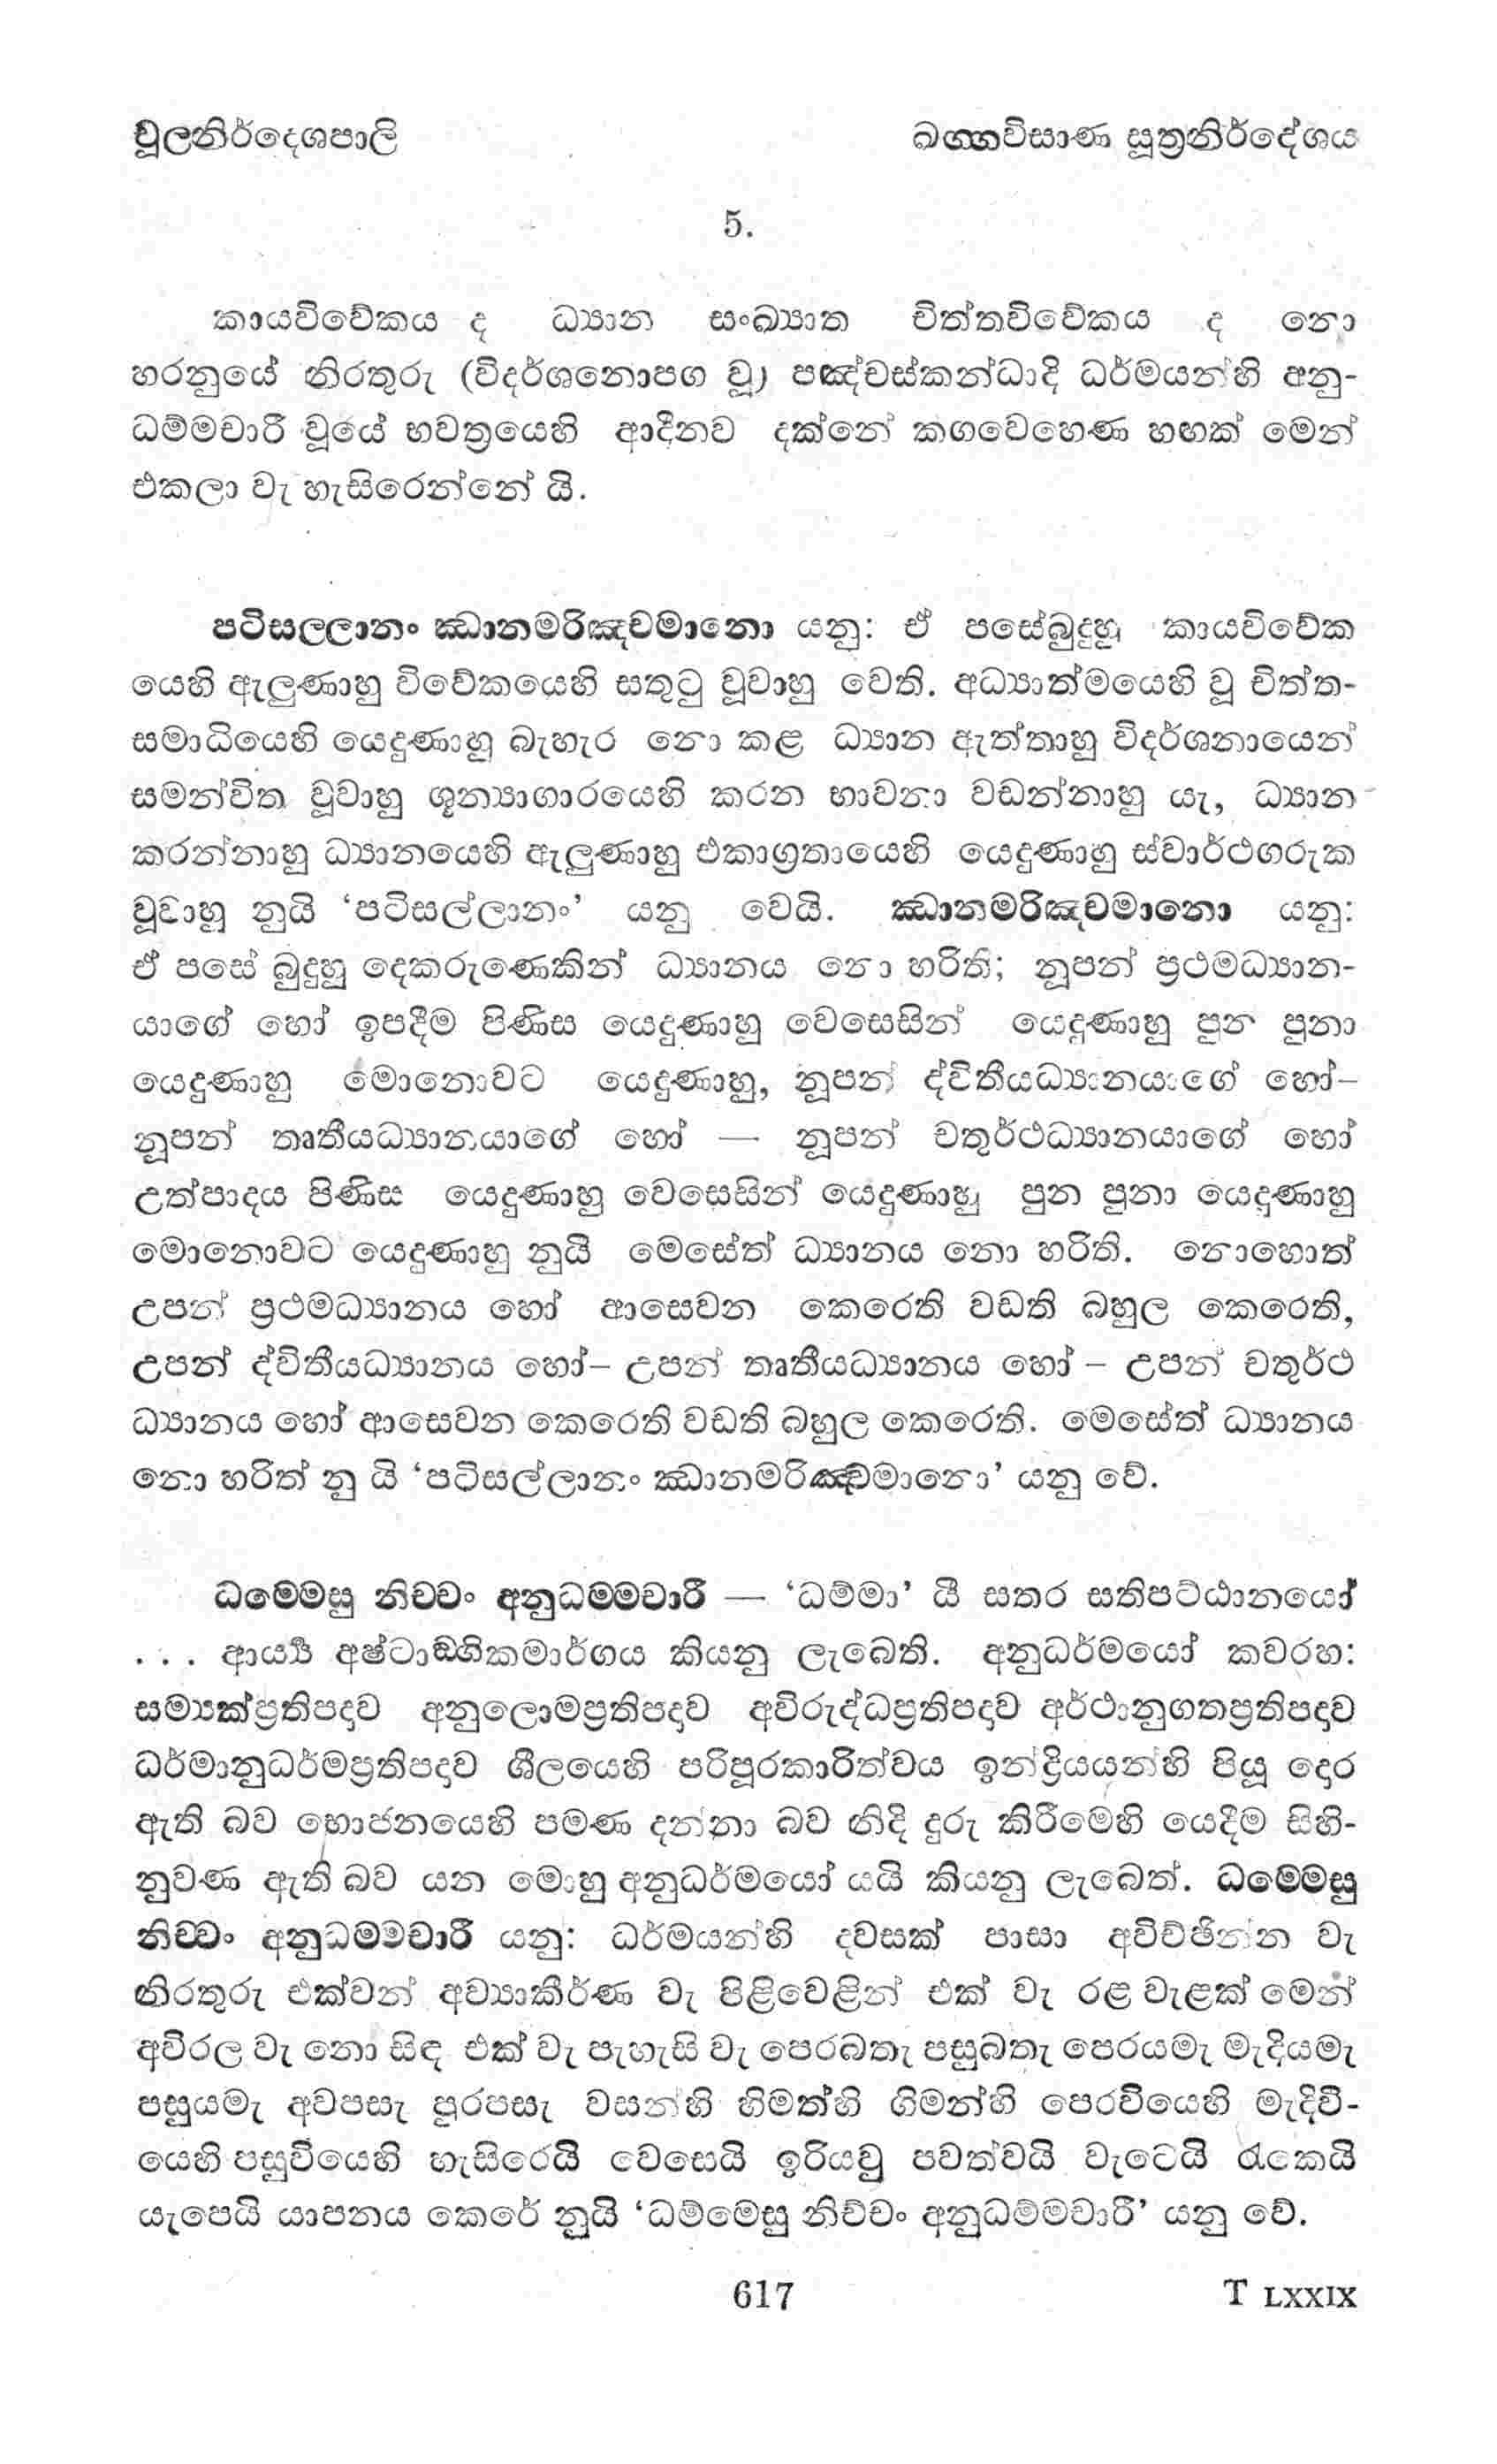 චූලනිර්දෙශපාලි ඛග්ගවිසාණ සූත්‍රනිර්දේශය
5.
කායවිවේකය ද ධ්‍යාන සංඛ්‍යාත චිත්තවිවේකය ද නො
හරනුයේ නිරතුරු (විදර්ශනොපග වූ) පඤ්චස්කන්ධාදි ධර්මයන්හි අනු-
ධම්මචාරී වූයේ භවත්‍රයෙහි ආදීනව දක්නේ කගවෙහෙණ හඟක් මෙන්
එකලා වැ හැසිරෙන්නේ යි.
පටිසල්ලානං ඣානමරිඤ්චමානො යනු: ඒ පසේබුදුහු කායවිවේක
යෙහි ඇලුණාහු විවේකයෙහි සතුටු වූවාහු වෙති. අධ්‍යාත්මයෙහි වූ චිත්ත-
සමාධියෙහි යෙදුණාහු බැහැර නො කළ ධ්‍යාන ඇත්තාහු විදර්ශනායෙන්
සමන්විත වූවාහු ශූන්‍යාගාරයෙහි කරන භාවනා වඩන්නාහු යැ, ධ්‍යාන
කරන්නාහු ධ්‍යානයෙහි ඇලුණාහු එකාග්‍රතායෙහි යෙදුණාහු ස්වාර්ථගරුක
වූවාහු නුයි ‘පටිසල්ලානං’ යනු වෙයි. ඣානමරිඤ්චමානො යනු:
ඒ පසේ බුදුහු දෙකරුණෙකින් ධ්‍යානය නො හරිති; නූපන් ප්‍රථමධ්‍යාන-
යාගේ හෝ ඉපදීම පිණිස යෙදුණාහු වෙසෙසින් යෙදුණාහු පුන පුනා
යෙදුණාහු මොනොවට යෙදුණාහු, නූපන් ද්විතීයධ්‍යානයාගේ හෝ–
නූපන් තෘතීයධ්‍යානයාගේ හෝ — නූපන් චතුර්ථධ්‍යානයාගේ හෝ
උත්පාදය පිණිස යෙදුණාහු වෙසෙසින් යෙදුණාහු පුන පුනා යෙදුණාහු
මොනොවට යෙදුණාහු නුයි මෙසේත් ධ්‍යානය නො හරිති. නොහොත්
උපන් ප්‍රථමධ්‍යානය හෝ ආසෙවන කෙරෙති වඩති බහුල කෙරෙති,
උපන් ද්විතීයධ්‍යානය හෝ– උපන් තෘතීයධ්‍යානය හෝ – උපන් චතුර්ථ
ධ්‍යානය හෝ ආසෙවන කෙරෙති වඩති බහුල කෙරෙති. මෙසේත් ධ්‍යානය
නො හරිත් නු යි ‘පටිසල්ලානං ඣානමරිඤ්චමානො’ යනු වේ.
ධම්මෙසු නිච්චං අනුධම්මචාරී — ‘ධම්මා’ යී සතර සතිපට්ඨානයෝ
. . . ආර්‍ය්‍ය අෂ්ටාඞ්ගිකමාර්ගය කියනු ලැබෙති. අනුධර්මයෝ කවරහ:
සම්‍යක්ප්‍රතිපදාව අනුලොමප්‍රතිපදාව අවිරුද්ධප්‍රතිපදාව අර්ථානුගතප්‍රතිපදාව
ධර්මානුධර්මප්‍රතිපදාව ශීලයෙහි පරිපූරකාරිත්වය ඉන්ද්‍රියයන්හි පියූ දොර
ඇති බව භොජනයෙහි පමණ දන්නා බව නිදි දුරු කිරීමෙහි යෙදීම සිහි-
නුවණ ඇති බව යන මොහු අනුධර්මයෝ යයි කියනු ලැබෙත්. ධම්මෙසු
නිච්චං අනුධම්මචාරී යනු: ධර්මයන්හි දවසක් පාසා අවිච්ඡින්න වැ
නිරතුරු එක්වන් අව්‍යාකීර්ණ වැ පිළිවෙළින් එක් වැ රළ වැළක් මෙන්
අවිරල වැ නො සිඳ එක් වැ පැහැසි වැ පෙරබතැ පසුබතැ පෙරයමැ මැදියමැ
පසුයමැ අවපසැ පුරපසැ වසන්හි හිමත්හි ගිමන්හි පෙරවියෙහි මැදිවි-
යෙහි පසුවියෙහි හැසිරෙයි වෙසෙයි ඉරියවු පවත්වයි වැටෙයි රැකෙයි
යැපෙයි යාපනය කෙරේ නුයි ‘ධම්මෙසු නිච්චං අනුධම්මචාරී’ යනු වේ.
617 T LXXIX